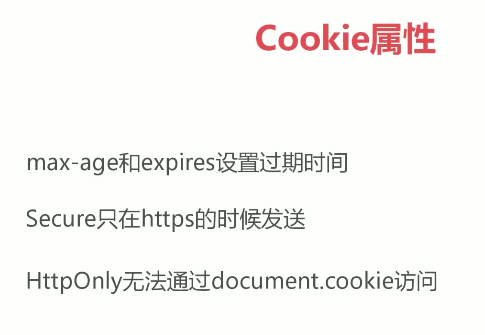 Cookie属性
max-age和expires设置过期时间
Secure只在https的时候发送
HttpOnly无法通过document.cookie访问